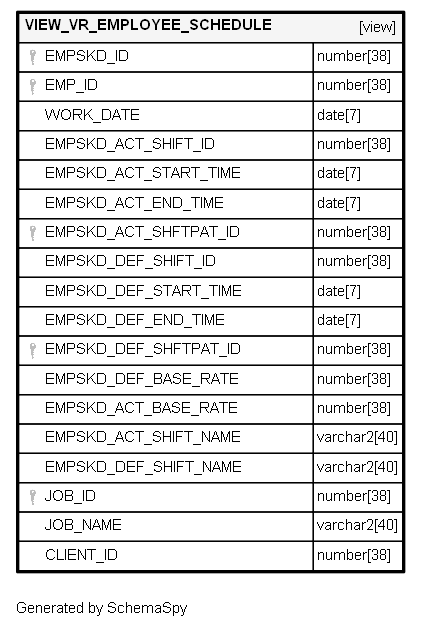 VIEW_VR_EMPLOYEE_SCHEDULE [view]
EMPSKD_ID number[38]
EMP_ID number[38]
WORK_DATE date[7]
EMPSKD_ACT_SHIFT_ID number[38]
EMPSKD_ACT_START_TIME date[7]
EMPSKD_ACT_END_TIME date[7]
EMPSKD_ACT_SHFTPAT_ID number[38]
EMPSKD_DEF_SHIFT_ID number[38]
EMPSKD_DEF_START_TIME date[7]
EMPSKD_DEF_END_TIME date[7]
EMPSKD_DEF_SHFTPAT_ID number[38]
EMPSKD_DEF_BASE_RATE number[38]
EMPSKD_ACT_BASE_RATE number[38]
EMPSKD_ACT_SHIFT_NAME varchar2[40]
EMPSKD_DEF_SHIFT_NAME varchar2[40]
JOB_ID number[38]
JOB_NAME varchar2[40]
CLIENT_ID number[38]
Generated by SchemaSpy